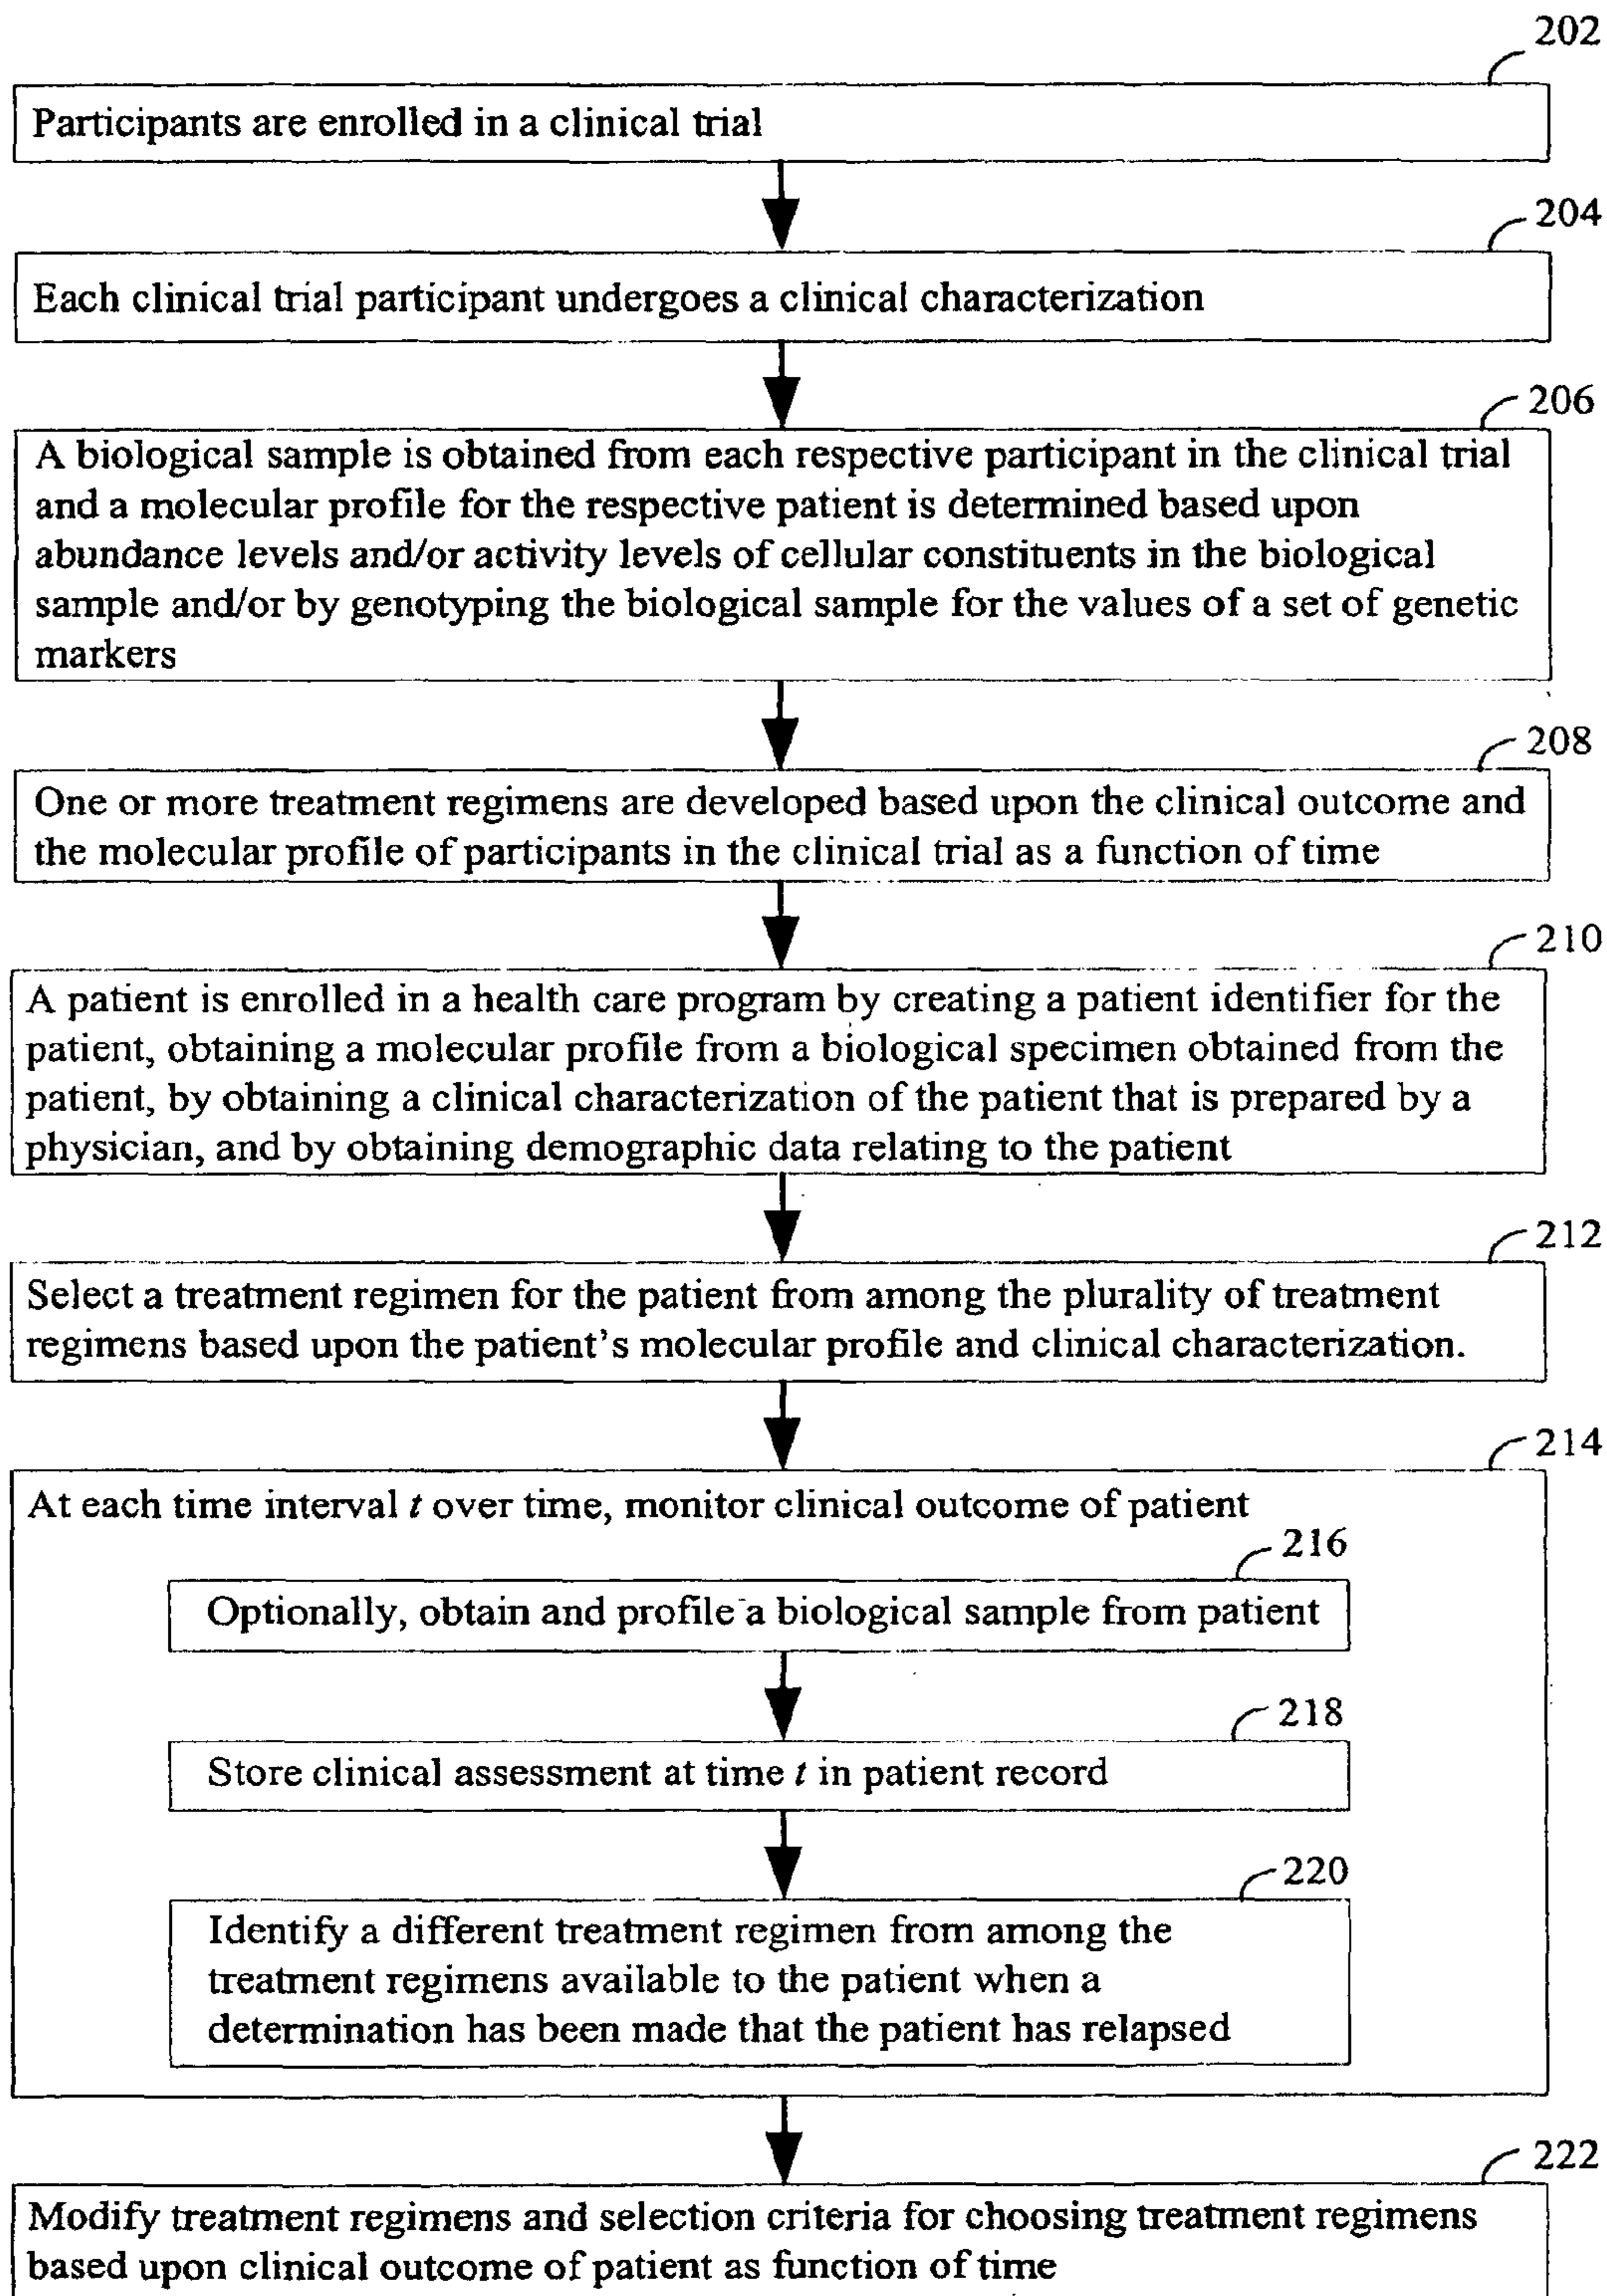 202
Participants are enrolled in a clinical trial
204
Each clinical trial participant undergoes a clinical characterization
206
A biological sample is obtained from each respective participant in the clinical trial
and a molecular profile for the respective patient is determined based upon
abundance levels and/or activity levels of cellular constituents in the biological
sample and/or by genotyping the biological sample for the values of a set of genetic
markers
208
One or more treatment regimens are developed based upon the clinical outcome and
the molecular profile of participants in the clinical trial as a function of time
210
A patient is enrolled in a health care program by creating a patient identifier for the
patient, obtaining a molecular profile from a biological specimen obtained from the
patient, by obtaining a clinical characterization of the patient that is prepared by a
physician, and by obtaining demographic data relating to the patient
212
Select a treatment regimen for the patient from among the plurality of treatment
regimens based upon the patient's molecular profile and clinical characterization.
214
At each time interval t over time, monitor clinical outcome of patient
216
Optionally, obtain and profile a biological sample from patient
218
Store clinical assessment at time t in patient record
220
Identify a different treatment regimen from among the
treatment regimens available to the patient when a
determination has been made that the patient has relapsed
222
Modify treatment regimens and selection criteria for choosing treatment regimens
based upon clinical outcome of patient as function of time